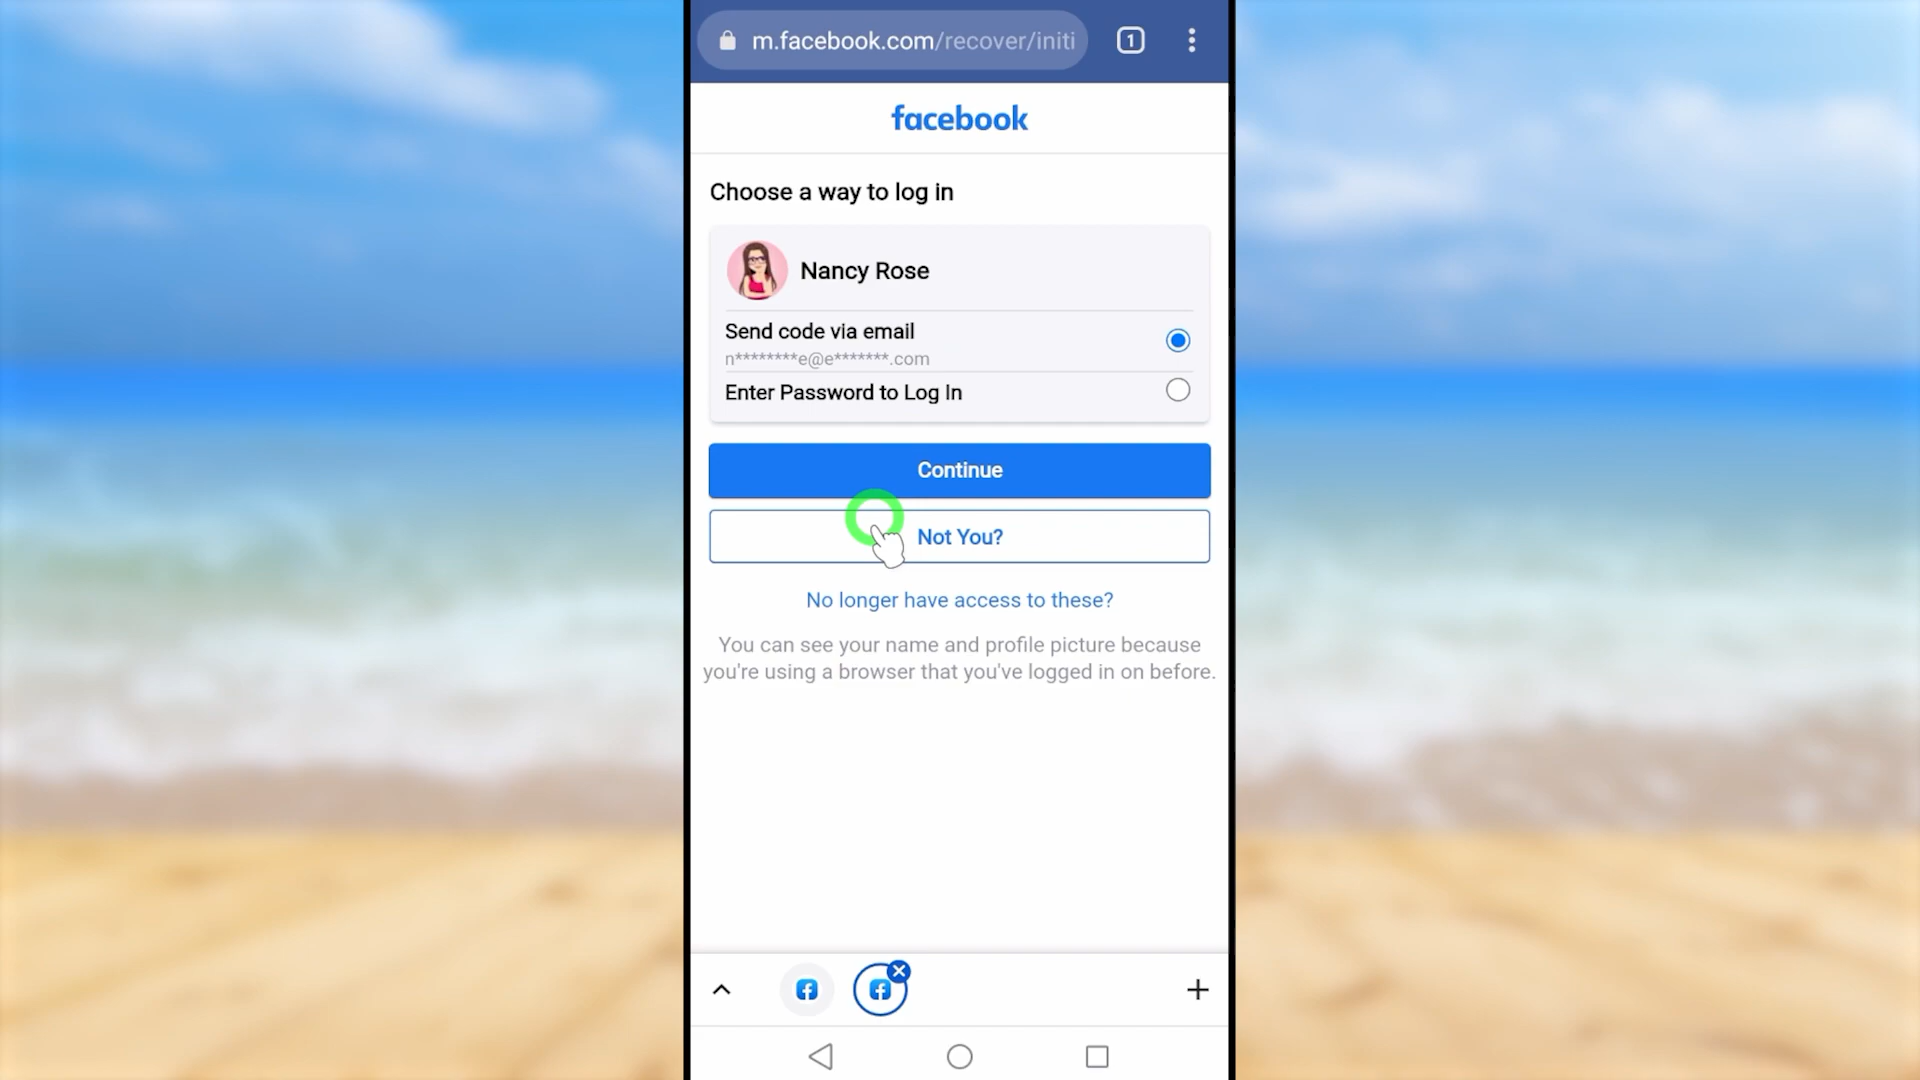 m.facebook.com/recover/initi
1
facebook
Choose a way to log in
Nancy Rose
Send code via email
n********e@e*******.com
Enter Password to Log In
Continue
Not You?
No longer have access to these?
You can see your name and profile picture because
you're using a browser that you've logged in on before.